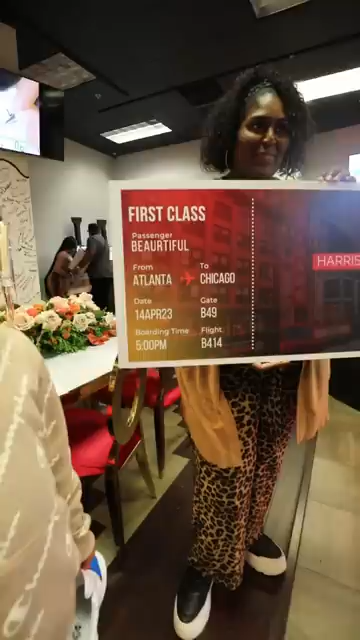 FIRST CLASS
Passenger
BEAURTIFUL
From To
ATLANTA CHICAGO
Date Gate
14APR23 B49
Boarding Time Flight
5:00PM B414
HARRIS